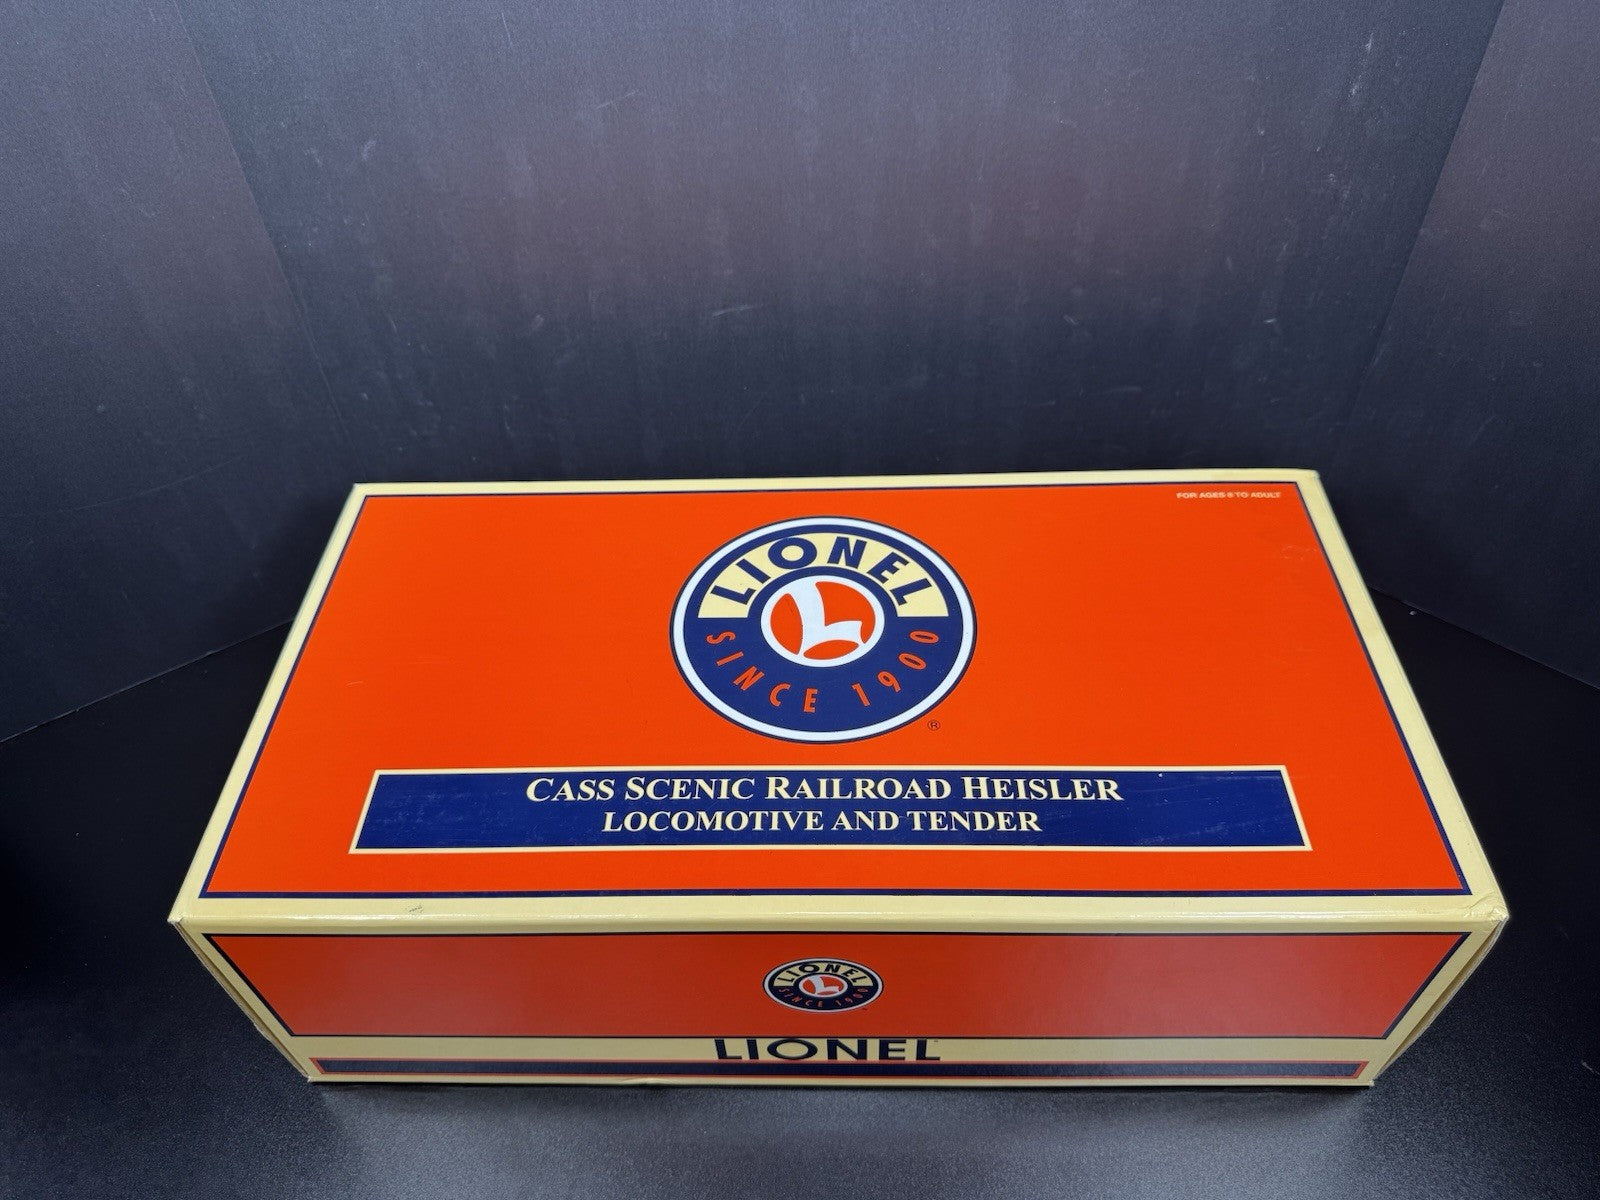 FOR AGES 8 TO ADULT
LIONEL
L
SINCE 1900
®
CASS SCENIC RAILROAD HEISLER
LOCOMOTIVE AND TENDER
LIONEL
L
SINCE 1900
LIONEL